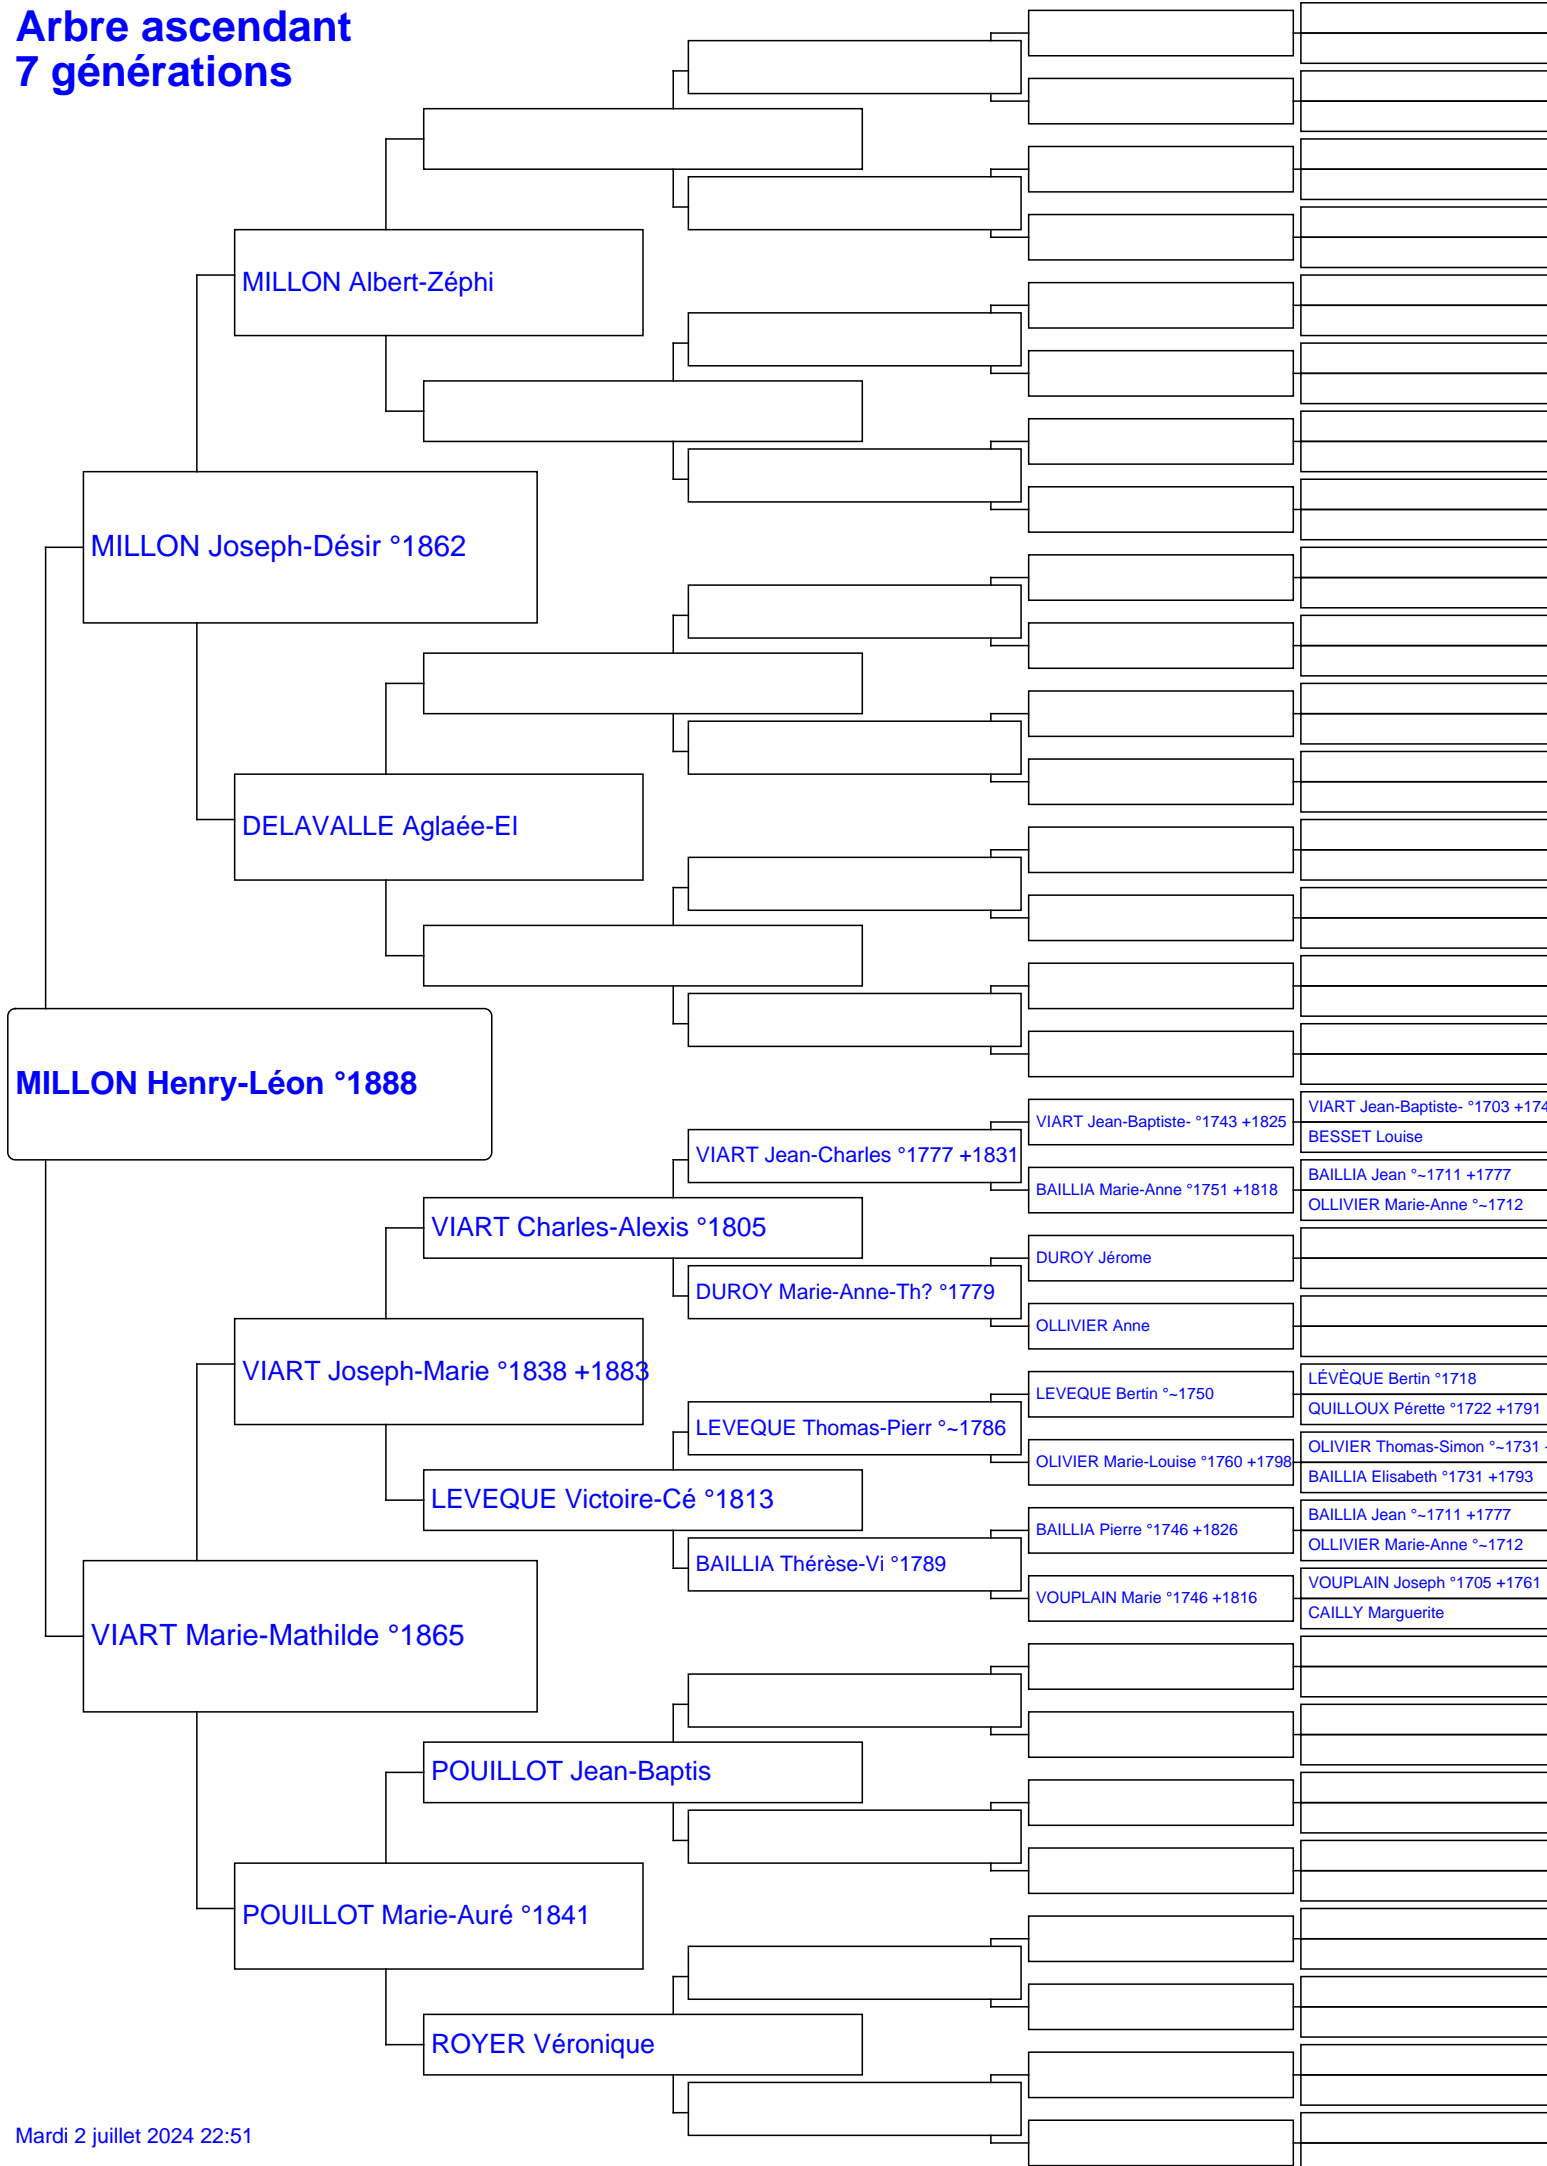 Arbre ascendant
7 générations
MILLON Albert-Zéphi
MILLON Joseph-Désir °1862
DELAVALLE Aglaée-El
MILLON Henry-Léon °1888
VIART Jean-Baptiste- °1703 +174
VIART Jean-Baptiste- °1743 +1825
BESSET Louise
VIART Jean-Charles °1777 +1831
BAILLIA Jean °~1711 +1777
BAILLIA Marie-Anne °1751 +1818
OLLIVIER Marie-Anne °~1712
VIART Charles-Alexis °1805
DUROY Jérome
DUROY Marie-Anne-Th? °1779
OLLIVIER Anne
VIART Joseph-Marie °1838 +1883
LÉVÈQUE Bertin °1718
LEVEQUE Bertin °~1750
QUILLOUX Pérette °1722 +1791
LEVEQUE Thomas-Pierr °~1786
OLIVIER Thomas-Simon °~1731
OLIVIER Marie-Louise °1760 +1798
BAILLIA Elisabeth °1731 +1793
LEVEQUE Victoire-Cé °1813
BAILLIA Jean °~1711 +1777
BAILLIA Pierre °1746 +1826
OLLIVIER Marie-Anne °~1712
BAILLIA Thérèse-Vi °1789
VOUPLAIN Joseph °1705 +1761
VOUPLAIN Marie °1746 +1816
CAILLY Marguerite
VIART Marie-Mathilde °1865
POUILLOT Jean-Baptis
POUILLOT Marie-Auré °1841
ROYER Véronique
Mardi 2 juillet 2024 22:51